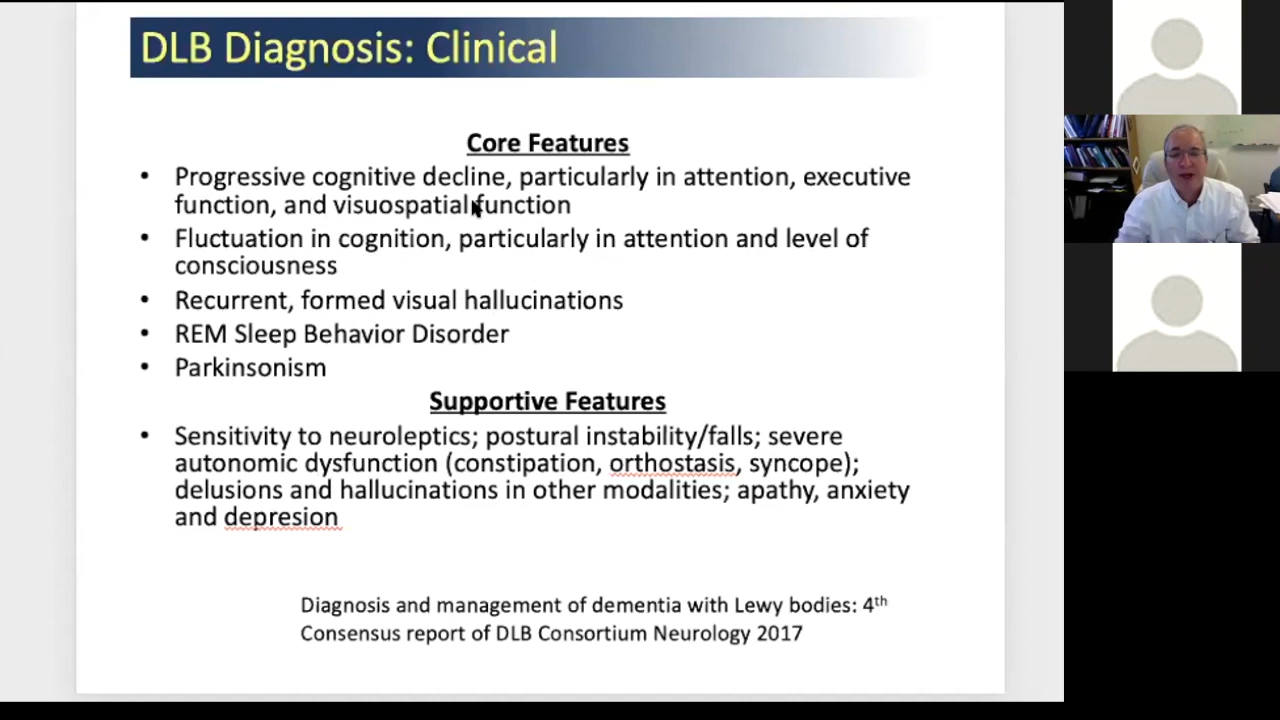 DLB Diagnosis: Clinical
Core Features
• Progressive cognitive decline, particularly in attention, executive
function, and visuospatial function
• Fluctuation in cognition, particularly in attention and level of
consciousness
• Recurrent, formed visual hallucinations
• REM Sleep Behavior Disorder
• Parkinsonism
Supportive Features
• Sensitivity to neuroleptics; postural instability/falls; severe
autonomic dysfunction (constipation, orthostasis, syncope);
delusions and hallucinations in other modalities; apathy, anxiety
and depresion
Diagnosis and management of dementia with Lewy bodies: 4th
Consensus report of DLB Consortium Neurology 2017